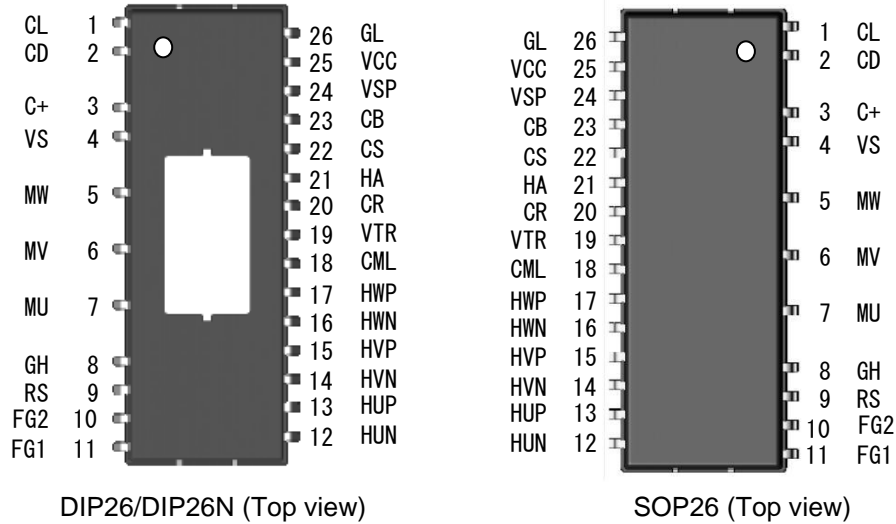 CL 1
CD 2
C+ 3
VS 4
MW 5
MV 6
MU 7
GH 8
RS 9
FG2 10
FG1 11
26 GL
25 VCC
24 VSP
23 CB
22 CS
21 HA
20 CR
19 VTR
18 CML
17 HWP
16 HWN
15 HVP
14 HVN
13 HUP
12 HUN
DIP26/DIP26N (Top view)
GL 26
VCC 25
VSP 24
CB 23
CS 22
HA 21
CR 20
VTR 19
CML 18
HWP 17
HWN 16
HVP 15
HVN 14
HUP 13
HUN 12
1 CL
2 CD
3 C+
4 VS
5 MW
6 MV
7 MU
8 GH
9 RS
10 FG2
11 FG1
SOP26 (Top view)